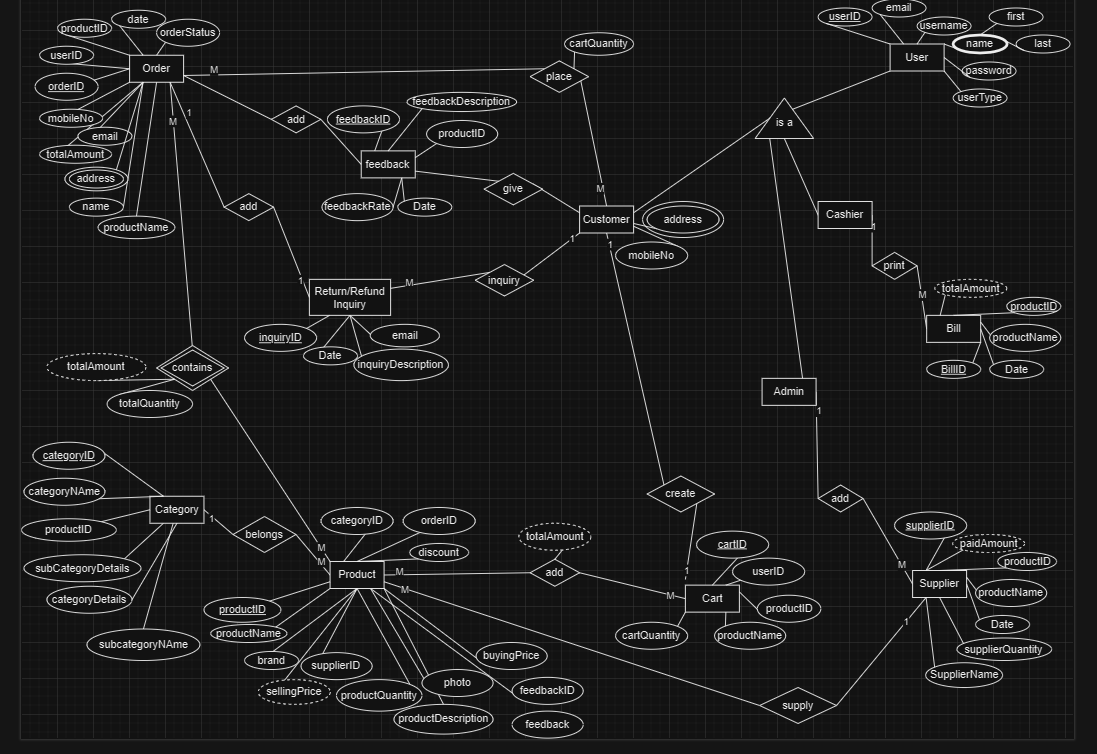 date
productID
orderStatus
userID
Order
orderID
mobileNo
email
totalAmount
address
name
productName
M
M
1
add
feedbackID
feedbackDescription
productID
feedback
feedbackRate
Date
give
place
cartQuantity
M
userID
email
username
first
name
last
User
password
userType
is a
Customer
address
mobileNo
1
1
Cashier
1
print
M
totalAmount
productID
Bill
productName
BillID
Date
add
1
Return/Refund
Inquiry
M
inquiry
inquiryID
Date
email
inquiryDescription
totalAmount
contains
totalQuantity
Admin
1
categoryID
categoryNAme
Category
productID
subCategoryDetails
categoryDetails
subcategoryNAme
1
belongs
M
M
categoryID
orderID
discount
Product
M
M
productID
productName
brand
supplierID
sellingPrice
productQuantity
photo
productDescription
buyingPrice
feedbackID
feedback
totalAmount
add
M
create
1
cartID
userID
Cart
productID
cartQuantity
productName
add
M
supplierID
paidAmount
productID
Supplier
productName
Date
supplierQuantity
SupplierName
1
supply